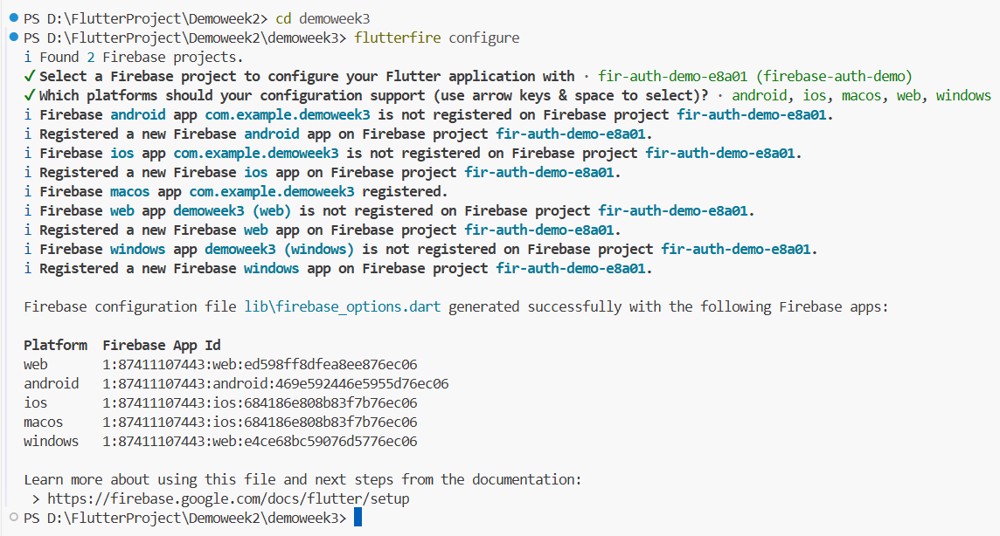 PS D:\FlutterProject\Demoweek2> cd demoweek3
PS D:\FlutterProject\Demoweek2\demoweek3> flutterfire configure
i Found 2 Firebase projects.
✓ Select a Firebase project to configure your Flutter application with · fir-auth-demo-e8a01 (firebase-auth-demo)
✓ Which platforms should your configuration support (use arrow keys & space to select)? · android, ios, macos, web, windows
i Firebase android app com.example.demoweek3 is not registered on Firebase project fir-auth-demo-e8a01.
i Registered a new Firebase android app on Firebase project fir-auth-demo-e8a01.
i Firebase ios app com.example.demoweek3 is not registered on Firebase project fir-auth-demo-e8a01.
i Registered a new Firebase ios app on Firebase project fir-auth-demo-e8a01.
i Firebase macos app com.example.demoweek3 registered.
i Firebase web app demoweek3 (web) is not registered on Firebase project fir-auth-demo-e8a01.
i Registered a new Firebase web app on Firebase project fir-auth-demo-e8a01.
i Firebase windows app demoweek3 (windows) is not registered on Firebase project fir-auth-demo-e8a01.
i Registered a new Firebase windows app on Firebase project fir-auth-demo-e8a01.
Firebase configuration file lib\firebase_options.dart generated successfully with the following Firebase apps:
Platform  Firebase App Id
web       1:87411107443:web:ed598ff8dfea8ee876ec06
android   1:87411107443:android:469e592446e5955d76ec06
ios       1:87411107443:ios:684186e808b83f7b76ec06
macos     1:87411107443:ios:684186e808b83f7b76ec06
windows   1:87411107443:web:e4ce68bc59076d5776ec06
Learn more about using this file and next steps from the documentation:
 > https://firebase.google.com/docs/flutter/setup
PS D:\FlutterProject\Demoweek2\demoweek3>